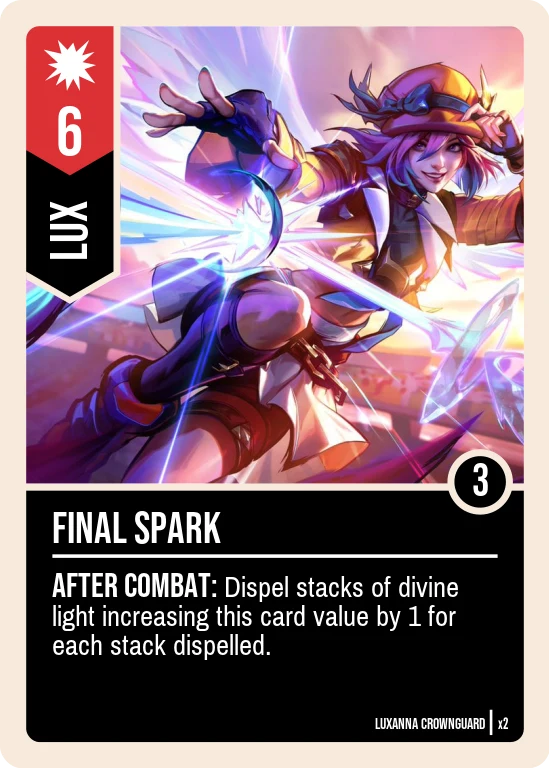 6
LUX
3
FINAL SPARK
AFTER COMBAT: Dispel stacks of divine
light increasing this card value by 1 for
each stack dispelled.
LUXANNA CROWNGUARD | x2